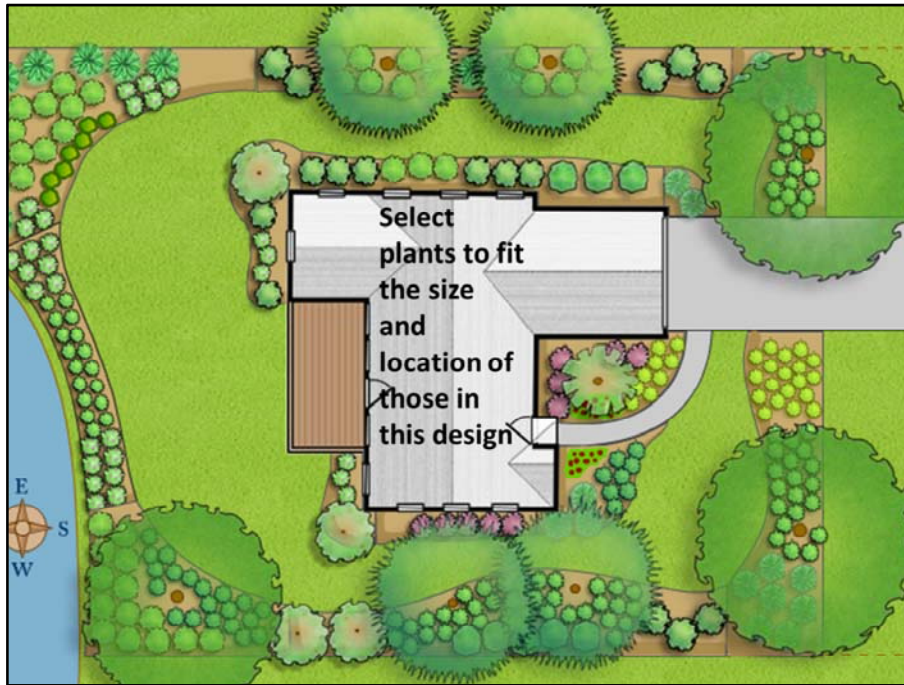 Select
plants to fit
the size
and
location of
those in
this design
E
S
W